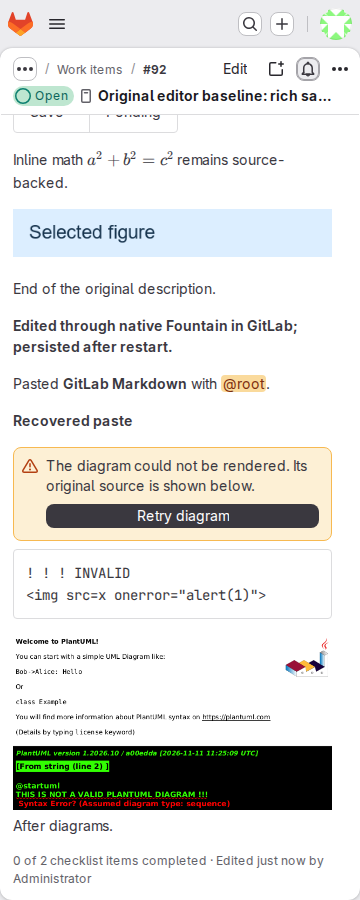 / Work items / #92 Edit
Open Original editor baseline: rich sa...
Inline math a² + b² = c² remains source-
backed.
Selected figure
End of the original description.
Edited through native Fountain in GitLab;
persisted after restart.
Pasted GitLab Markdown with @root.
Recovered paste
The diagram could not be rendered. Its
original source is shown below.
Retry diagram
! ! ! INVALID
<img src=x onerror="alert(1)">
Welcome to PlantUML!
You can start with a simple UML Diagram like:
Bob->Alice: Hello
Or
class Example
You will find more information about PlantUML syntax on https://plantuml.com
(Details by typing license keyword)
PlantUML version 1.2026.10 / a00edda (2026-11-11 11:25:09 UTC)
[From string (line 2) ]
@startuml
THIS IS NOT A VALID PLANTUML DIAGRAM !!!
Syntax Error? (Assumed diagram type: sequence)
After diagrams.
0 of 2 checklist items completed · Edited just now by
Administrator